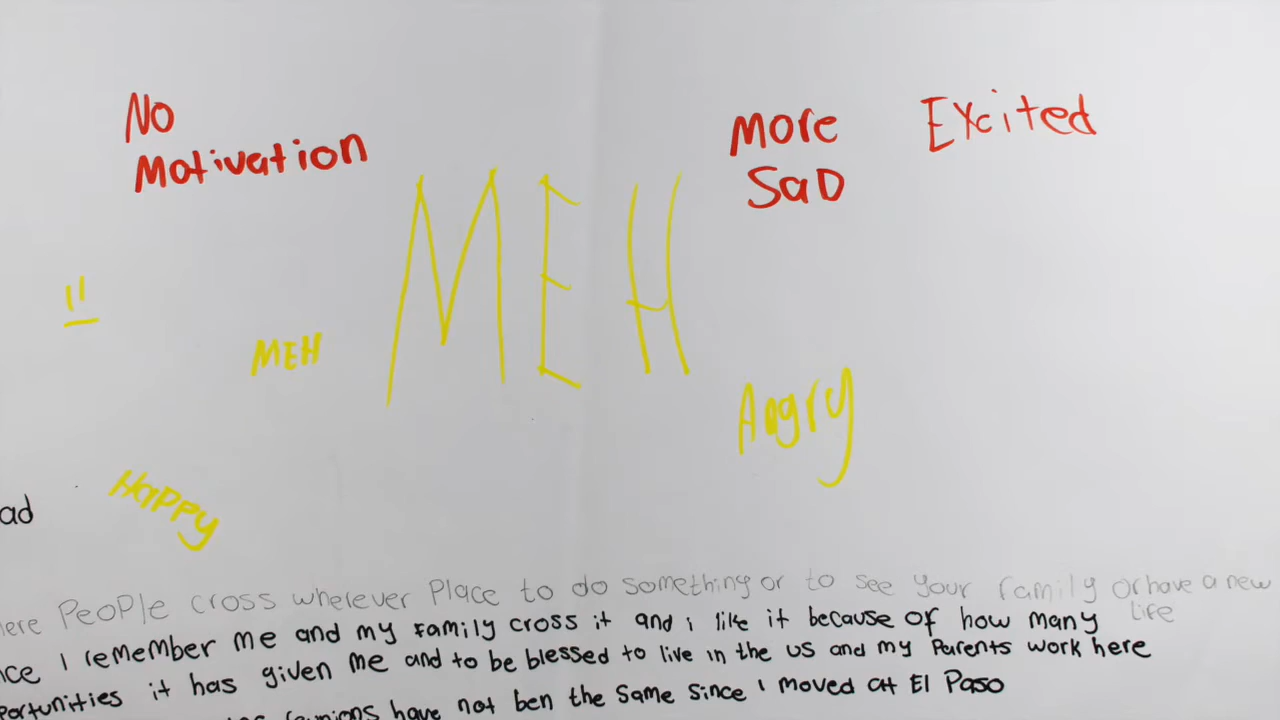 No
Motivation
More
Sad
Excited
MEH
MEH
Angry
Happy
ad
here People cross wherever Place to do something or to see your family or have a new
life
nce I remember me and my family cross it and i like it because of how many
portunities it has given me and to be blessed to live in the US and my Parents work here
reunions have not ben the same since I moved at El Paso